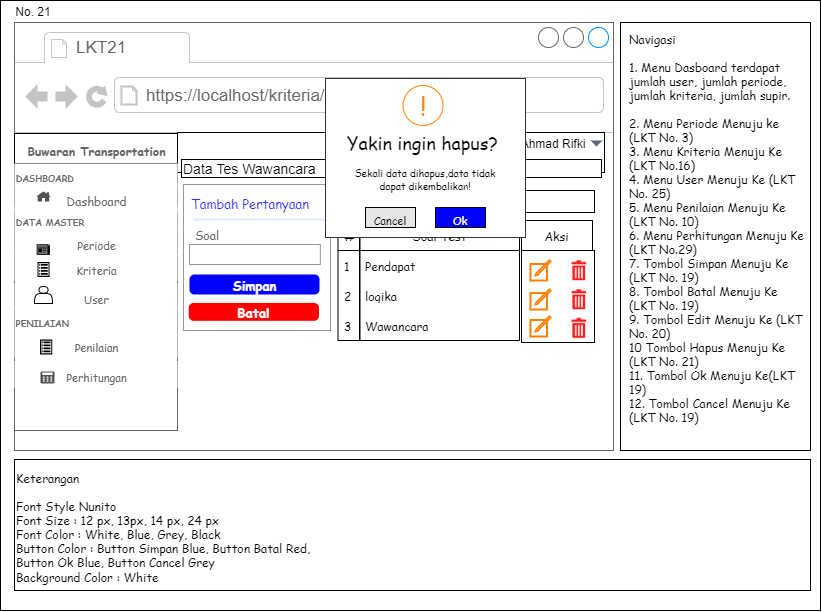 No. 21
LKT21
https://localhost/kriteria/
Buwaran Transportation
Ahmad Rifki
DASHBOARD
Dashboard
DATA MASTER
Periode
Kriteria
User
PENILAIAN
Penilaian
Perhitungan
Data Tes Wawancara
Tambah Pertanyaan
Soal
Simpan
Batal
!
Yakin ingin hapus?
Sekali data dihapus,data tidak
dapat dikembalikan!
Cancel
Ok
# Soal Test Aksi
1 Pendapat
2 logika
3 Wawancara
Navigasi
1. Menu Dasboard terdapat
jumlah user, jumlah periode,
jumlah kriteria, jumlah supir.
2. Menu Periode Menuju ke
(LKT No. 3)
3. Menu Kriteria Menuju Ke
(LKT No.16)
4. Menu User Menuju Ke (LKT
No. 25)
5. Menu Penilaian Menuju Ke
(LKT No. 10)
6. Menu Perhitungan Menuju Ke
(LKT No.29)
7. Tombol Simpan Menuju Ke
(LKT No. 19)
8. Tombol Batal Menuju Ke
(LKT No. 19)
9. Tombol Edit Menuju Ke (LKT
No. 20)
10 Tombol Hapus Menuju Ke
(LKT No. 21)
11. Tombol Ok Menuju Ke(LKT
19)
12. Tombol Cancel Menuju Ke
(LKT No. 19)
Keterangan
Font Style Nunito
Font Size : 12 px, 13px, 14 px, 24 px
Font Color : White, Blue, Grey, Black
Button Color : Button Simpan Blue, Button Batal Red,
Button Ok Blue, Button Cancel Grey
Background Color : White